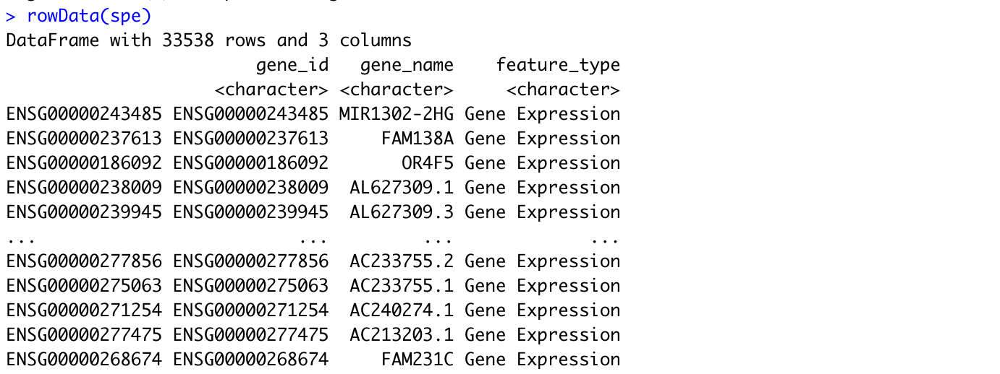 > rowData(spe)
DataFrame with 33538 rows and 3 columns
gene_id gene_name feature_type
<character> <character> <character>
ENSG00000243485 ENSG00000243485 MIR1302-2HG Gene Expression
ENSG00000237613 ENSG00000237613 FAM138A Gene Expression
ENSG00000186092 ENSG00000186092 OR4F5 Gene Expression
ENSG00000238009 ENSG00000238009 AL627309.1 Gene Expression
ENSG00000239945 ENSG00000239945 AL627309.3 Gene Expression
... ... ... ...
ENSG00000277856 ENSG00000277856 AC233755.2 Gene Expression
ENSG00000275063 ENSG00000275063 AC233755.1 Gene Expression
ENSG00000271254 ENSG00000271254 AC240274.1 Gene Expression
ENSG00000277475 ENSG00000277475 AC213203.1 Gene Expression
ENSG00000268674 ENSG00000268674 FAM231C Gene Expression